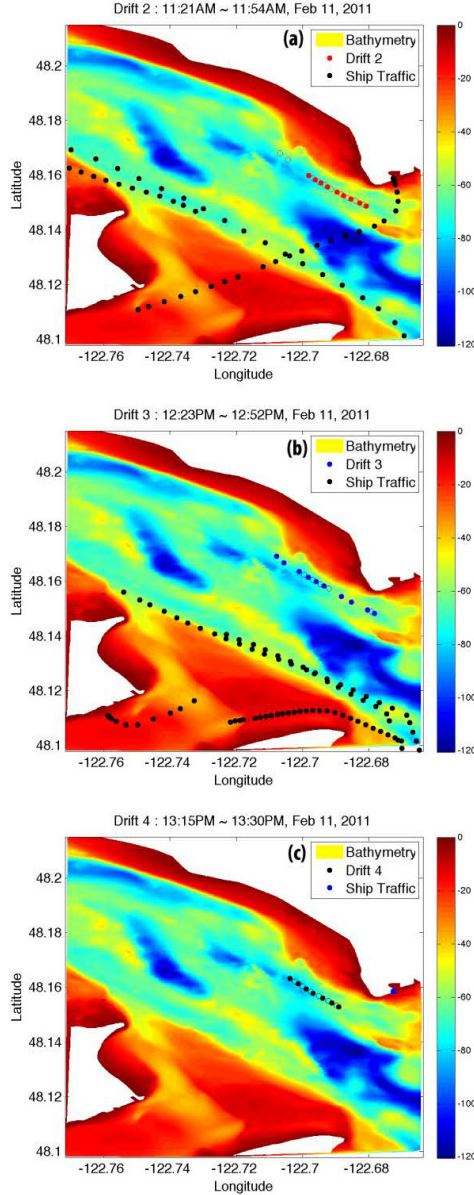 Drift 2 : 11:21AM ~ 11:54AM, Feb 11, 2011
(a)
Bathymetry
Drift 2
Ship Traffic
48.2
48.18
48.16
48.14
48.12
48.1
Latitude
-122.76 -122.74 -122.72 -122.7 -122.68
Longitude
0
-20
-40
-60
-80
-100
-120
Drift 3 : 12:23PM ~ 12:52PM, Feb 11, 2011
(b)
Bathymetry
Drift 3
Ship Traffic
48.2
48.18
48.16
48.14
48.12
48.1
Latitude
-122.76 -122.74 -122.72 -122.7 -122.68
Longitude
0
-20
-40
-60
-80
-100
-120
Drift 4 : 13:15PM ~ 13:30PM, Feb 11, 2011
(c)
Bathymetry
Drift 4
Ship Traffic
48.2
48.18
48.16
48.14
48.12
48.1
Latitude
-122.76 -122.74 -122.72 -122.7 -122.68
Longitude
0
-20
-40
-60
-80
-100
-120